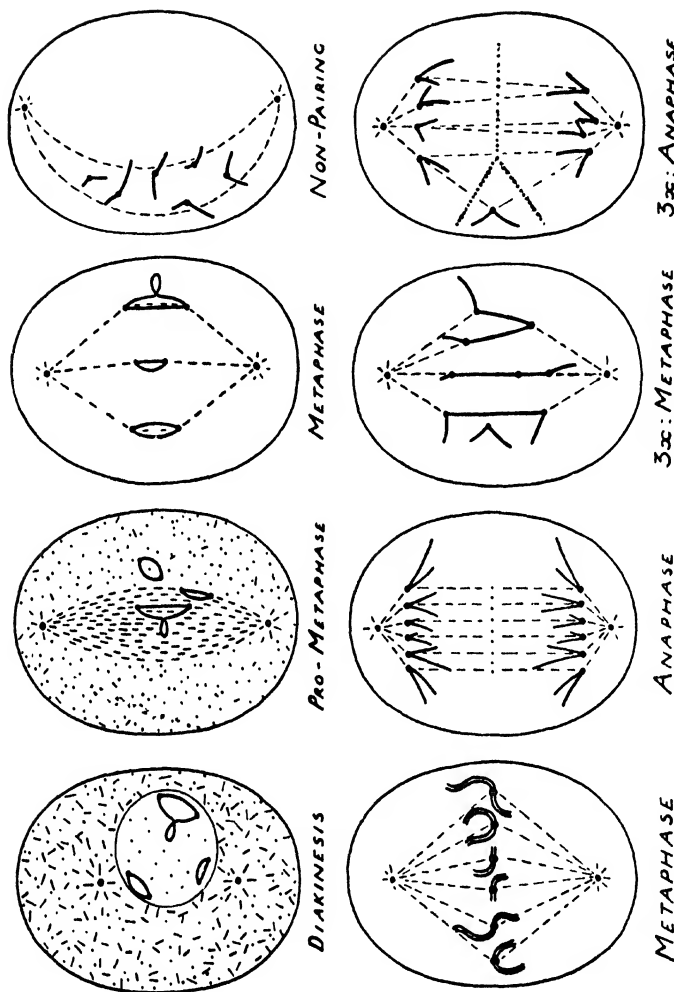 DIAKINESIS
PRO-METAPHASE
METAPHASE
NON-PAIRING
METAPHASE
ANAPHASE
3x: METAPHASE
3x: ANAPHASE